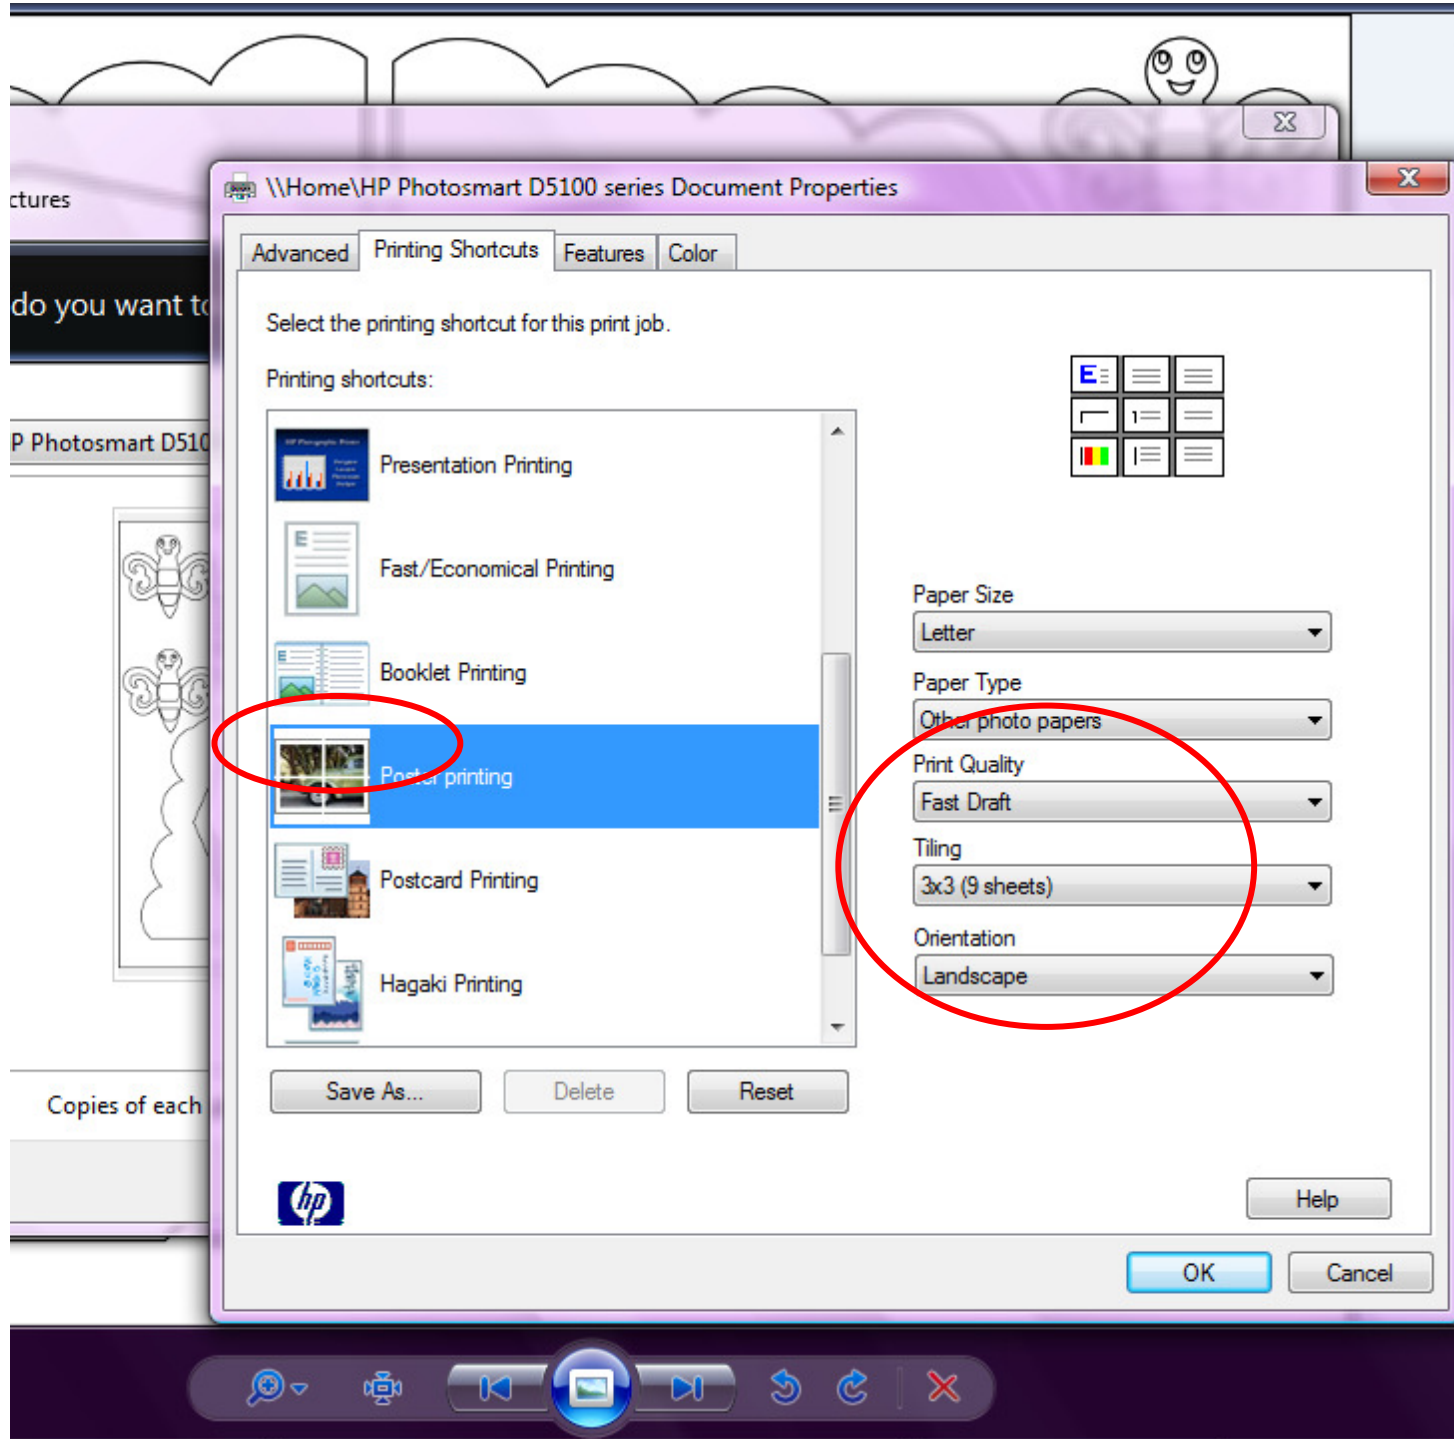 ctures
\\Home\HP Photosmart D5100 series Document Properties
Advanced
Printing Shortcuts
Features
Color
do you want to
Select the printing shortcut for this print job.
Printing shortcuts:
E
P Photosmart D510
Presentation Printing
E
Fast/Economical Printing
E
Booklet Printing
Poster printing
Postcard Printing
Hagaki Printing
Paper Size
Letter
Paper Type
Other photo papers
Print Quality
Fast Draft
Tiling
3x3 (9 sheets)
Orientation
Landscape
Copies of each
Save As...
Delete
Reset
hp
Help
OK
Cancel